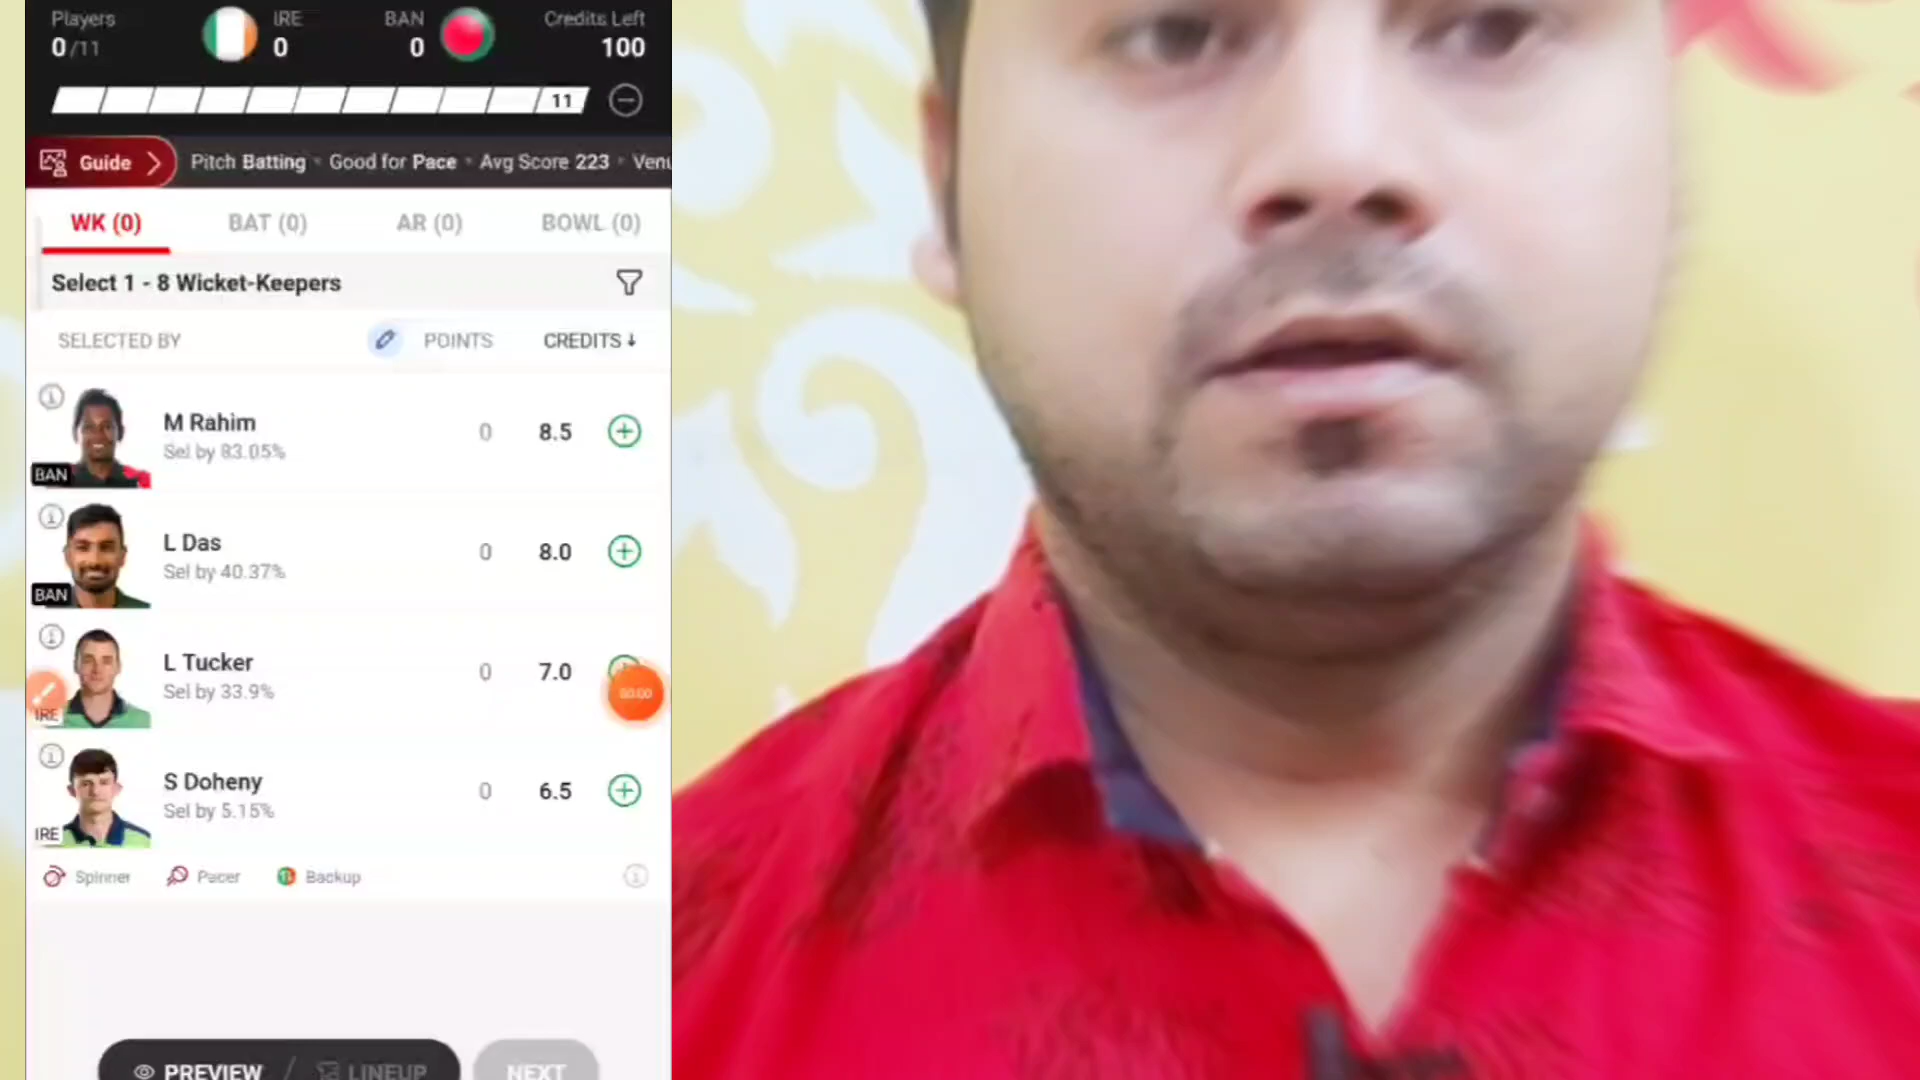 Players IRE BAN Credits Left
0/11 0 0 100
11
Guide Pitch Batting • Good for Pace • Avg Score 223 • Venu
WK (0) BAT (0) AR (0) BOWL (0)
Select 1 - 8 Wicket-Keepers
SELECTED BY POINTS CREDITS ↓
M Rahim 0 8.5
Sel by 83.05%
BAN
L Das 0 8.0
Sel by 40.37%
BAN
L Tucker 0 7.0
Sel by 33.9%
00:00
IRE
S Doheny 0 6.5
Sel by 5.15%
IRE
Spinner Pacer Backup
PREVIEW / LINEUP NEXT